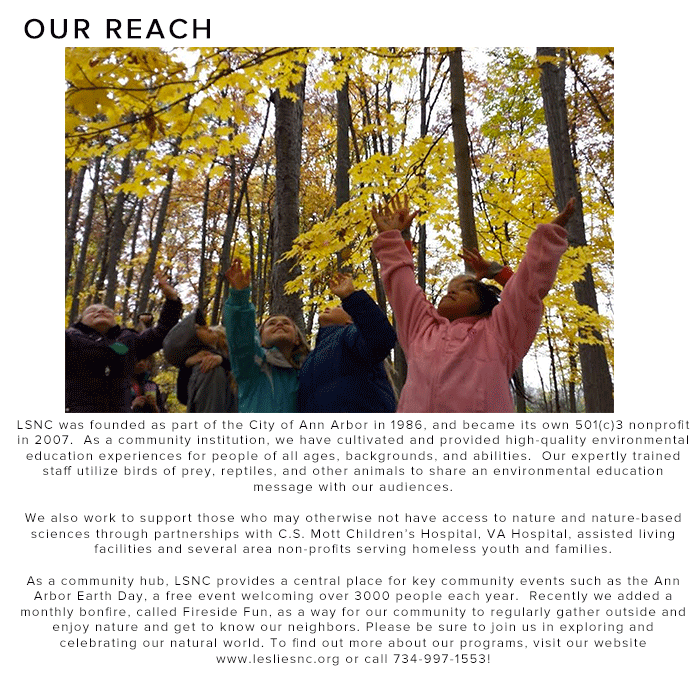 OUR REACH
LSNC was founded as part of the City of Ann Arbor in 1986, and became its own 501(c)3 nonprofit
in 2007.  As a community institution, we have cultivated and provided high-quality environmental
education experiences for people of all ages, backgrounds, and abilities.  Our expertly trained
staff utilize birds of prey, reptiles, and other animals to share an environmental education
message with our audiences.
We also work to support those who may otherwise not have access to nature and nature-based
sciences through partnerships with C.S. Mott Children's Hospital, VA Hospital, assisted living
facilities and several area non-profits serving homeless youth and families.
As a community hub, LSNC provides a central place for key community events such as the Ann
Arbor Earth Day, a free event welcoming over 3000 people each year.  Recently we added a
monthly bonfire, called Fireside Fun, as a way for our community to regularly gather outside and
enjoy nature and get to know our neighbors. Please be sure to join us in exploring and
celebrating our natural world. To find out more about our programs, visit our website
www.lesliesnc.org or call 734-997-1553!